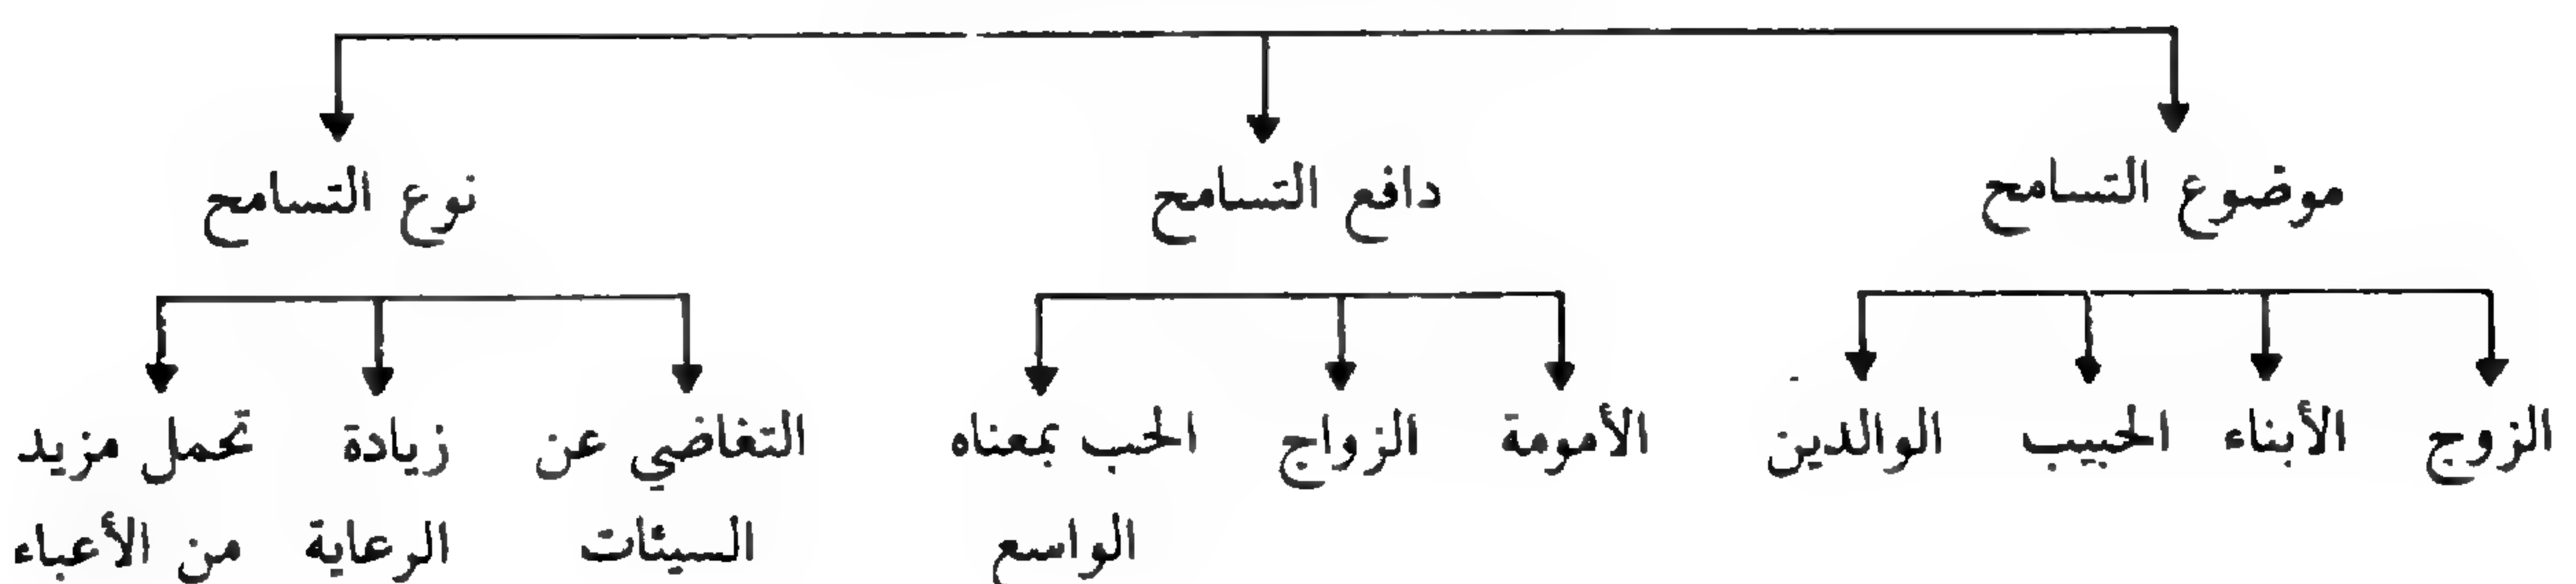 موضوع التسامح
دافع التسامح
نوع التسامح
الزوج
الأبناء
الحبيب
الوالدين
الأمومة
الزواج
الحب بمعناه
الواسع
التغاضي عن
السيئات
زيادة
الرعاية
تحمل مزيد
من الأعباء